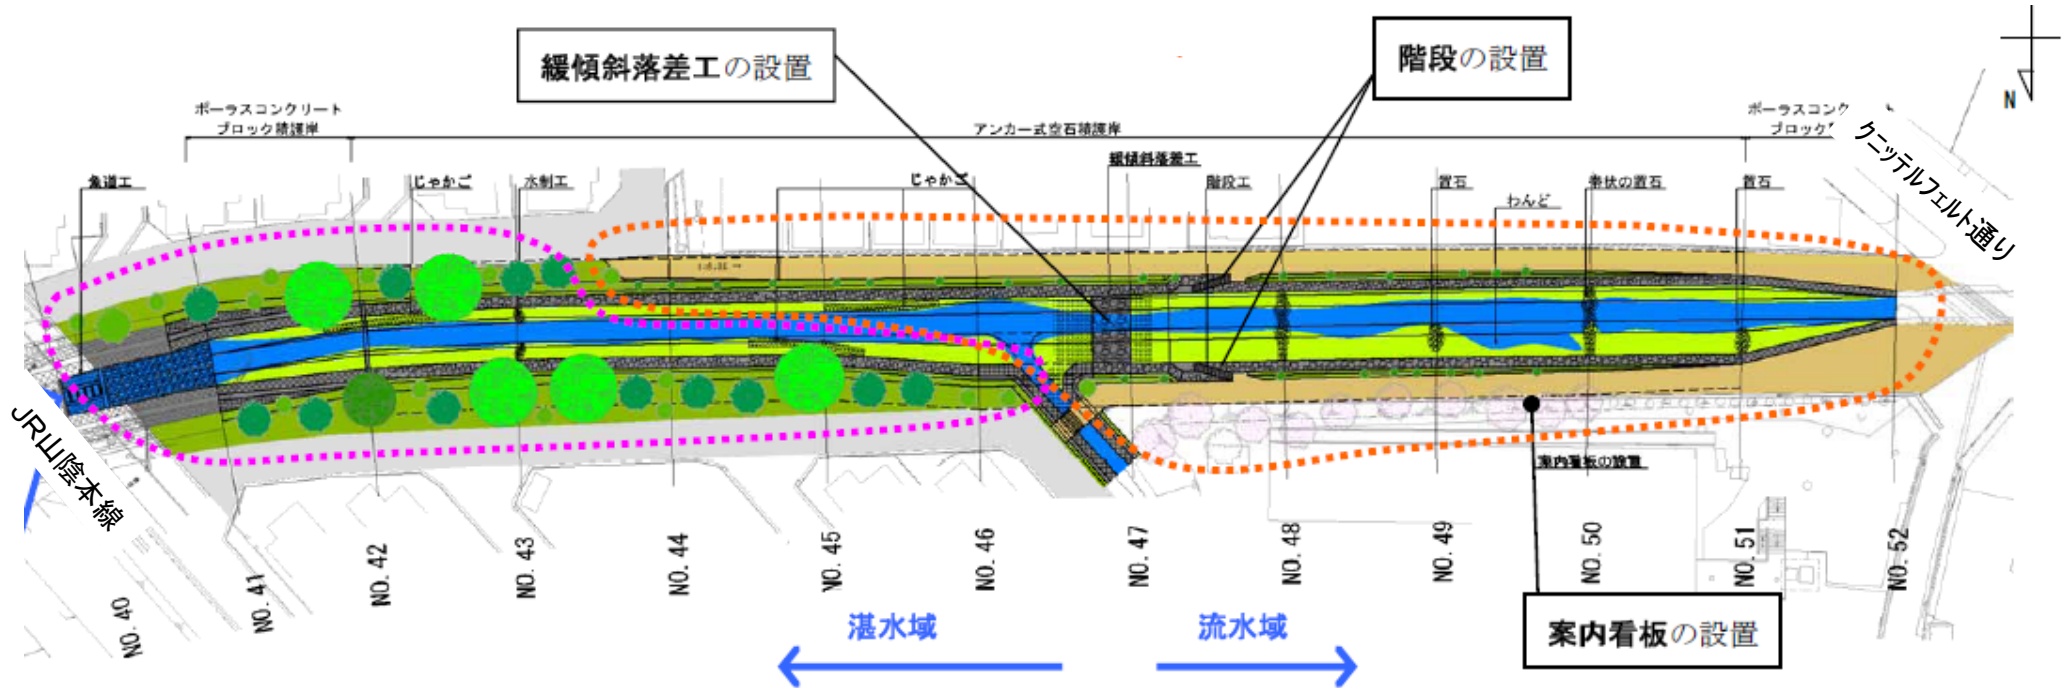 緩傾斜落差工の設置
階段の設置
N
ポーラスコンクリート
ブロック積護岸
アンカー式空石積護岸
ポーラスコンク
ブロック
クニッテルフェルト通り
魚道工
じゃかご
水制工
じゃかご
緩傾斜落差工
階段工
置石
わんど
帯状の置石
置石
JR山陰本線
案内看板の設置
NO.40
NO.41
NO.42
NO.43
NO.44
NO.45
NO.46
NO.47
NO.48
NO.49
NO.50
NO.51
NO.52
湛水域
流水域
案内看板の設置